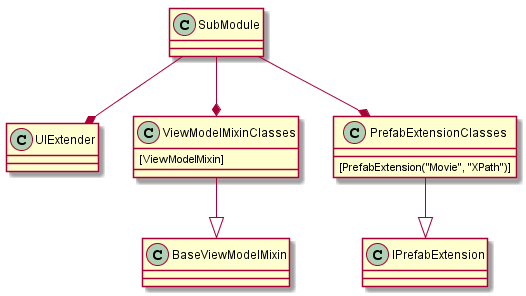 C SubModule
C UIExtender
C ViewModelMixinClasses
[ViewModelMixin]
C PrefabExtensionClasses
[PrefabExtension("Movie", "XPath")]
C BaseViewModelMixin
C IPrefabExtension